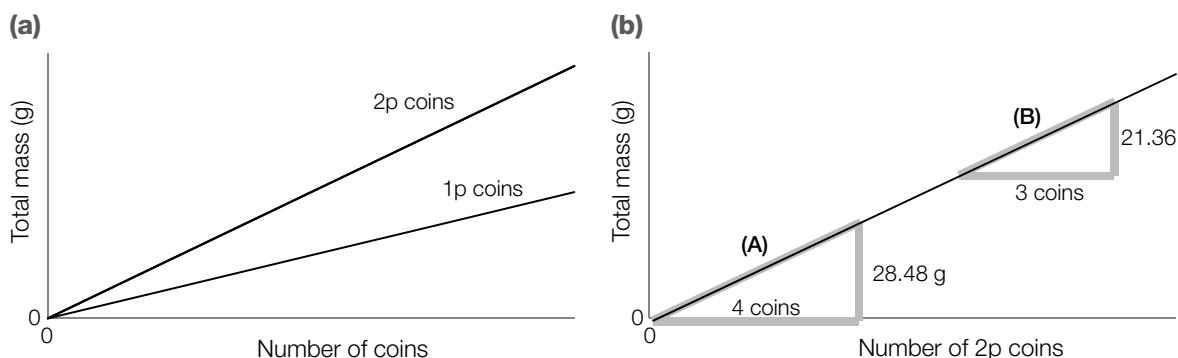 (a)
Total mass (g)
2p coins
1p coins
0
0
Number of coins
(b)
Total mass (g)
(B)
21.36
3 coins
(A)
28.48 g
4 coins
0
0
Number of 2p coins